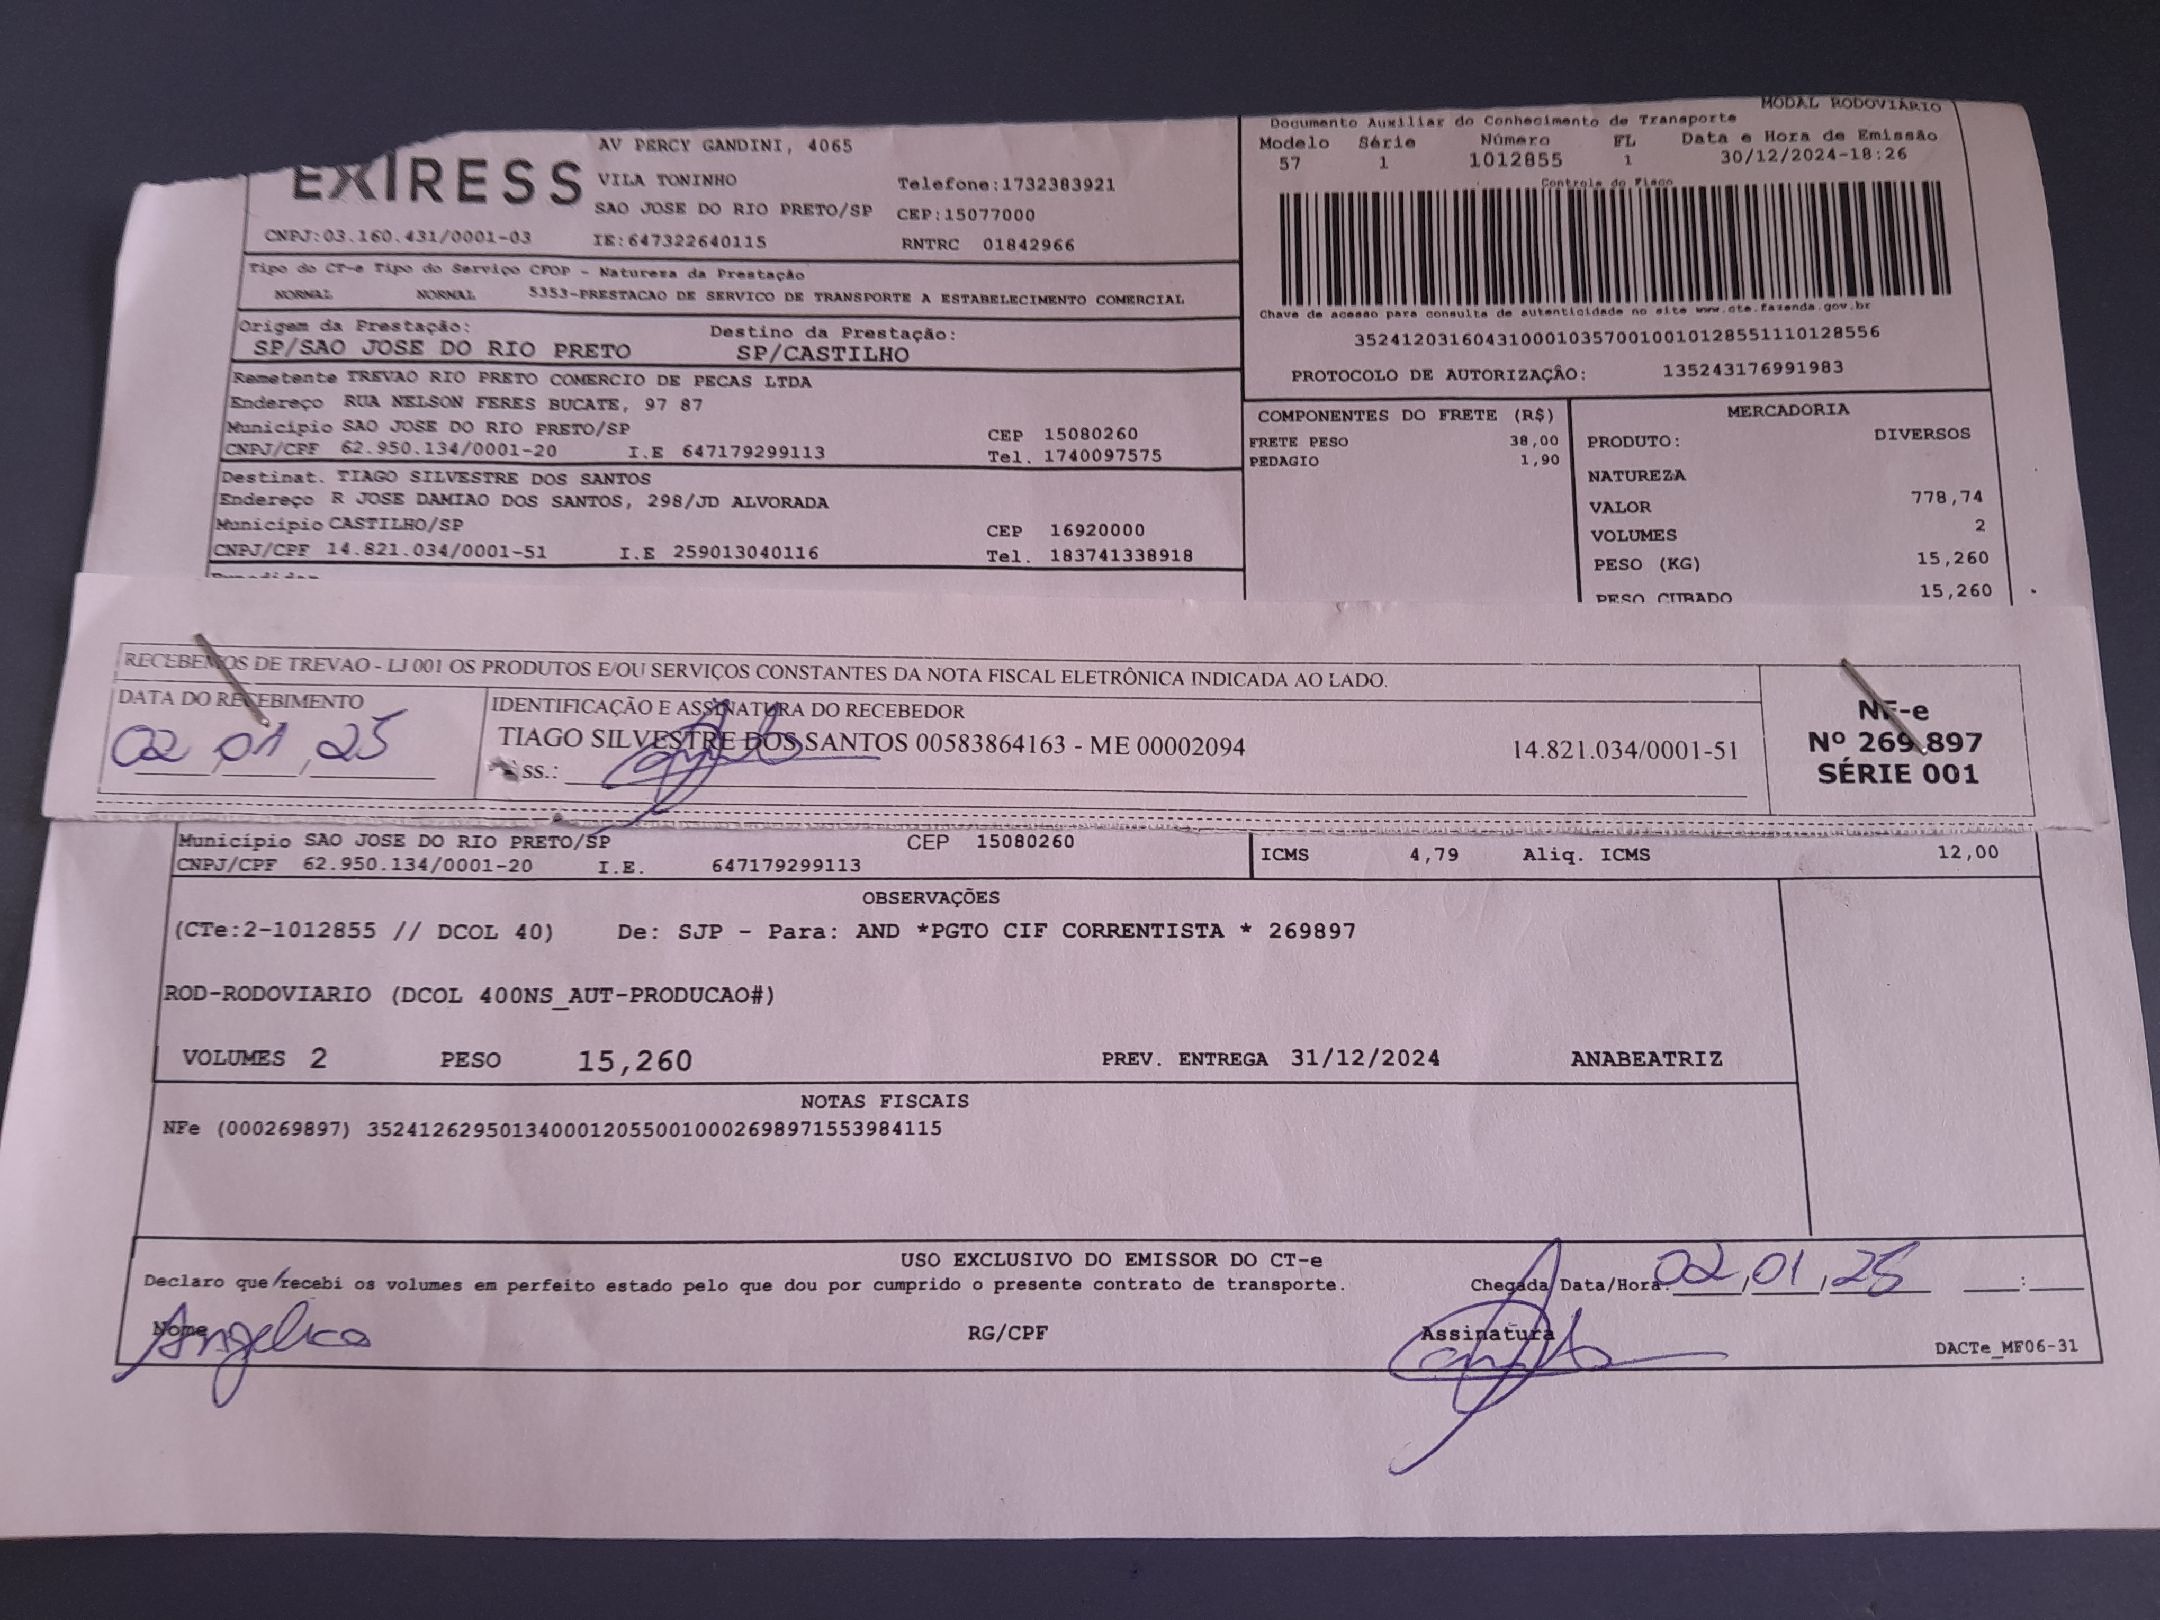 MODAL RODOVIÁRIO
EXIRESS
AV PERCY GANDINI, 4065
VILA TONINHO Telefone:1732383921
SAO JOSE DO RIO PRETO/SP CEP:15077000
CNPJ:03.160.431/0001-03 IE:647322640115 RNTRC 01842966
Documento Auxiliar do Conhecimento de Transporte
Modelo Série Número FL Data e Hora de Emissão
57 1 1012855 1 30/12/2024-18:26
Controle do Fisco
Chave de acesso para consulta de autenticidade no site www.cte.fazenda.gov.br
35241203160431000103570010010128551110128556
PROTOCOLO DE AUTORIZAÇÃO: 135243176991983
Tipo do CT-e Tipo do Serviço CFOP - Natureza da Prestação
NORMAL NORMAL 5353-PRESTACAO DE SERVICO DE TRANSPORTE A ESTABELECIMENTO COMERCIAL
Origem da Prestação: Destino da Prestação:
SP/SAO JOSE DO RIO PRETO SP/CASTILHO
Remetente TREVAO RIO PRETO COMERCIO DE PECAS LTDA
Endereço RUA NELSON FERES BUCATE, 97 87
Município SAO JOSE DO RIO PRETO/SP CEP 15080260
CNPJ/CPF 62.950.134/0001-20 I.E 647179299113 Tel. 1740097575
Destinat. TIAGO SILVESTRE DOS SANTOS
Endereço R JOSE DAMIAO DOS SANTOS, 298/JD ALVORADA
Município CASTILHO/SP CEP 16920000
CNPJ/CPF 14.821.034/0001-51 I.E 259013040116 Tel. 183741338918
COMPONENTES DO FRETE (R$)
FRETE PESO 38,00
PEDAGIO 1,90
MERCADORIA
PRODUTO: DIVERSOS
NATUREZA
VALOR 778,74
VOLUMES 2
PESO (KG) 15,260
PESO CUBADO 15,260
RECEBEMOS DE TREVAO - LJ 001 OS PRODUTOS E/OU SERVIÇOS CONSTANTES DA NOTA FISCAL ELETRÔNICA INDICADA AO LADO.
DATA DO RECEBIMENTO
02,01,25
IDENTIFICAÇÃO E ASSINATURA DO RECEBEDOR
TIAGO SILVESTRE DOS SANTOS 00583864163 - ME 00002094 14.821.034/0001-51
Ass.:
NF-e
Nº 269.897
SÉRIE 001
Município SAO JOSE DO RIO PRETO/SP CEP 15080260
CNPJ/CPF 62.950.134/0001-20 I.E. 647179299113
ICMS 4,79 Aliq. ICMS 12,00
OBSERVAÇÕES
(CTe:2-1012855 // DCOL 40) De: SJP - Para: AND *PGTO CIF CORRENTISTA * 269897
ROD-RODOVIARIO (DCOL 400NS_AUT-PRODUCAO#)
VOLUMES 2 PESO 15,260 PREV. ENTREGA 31/12/2024 ANABEATRIZ
NOTAS FISCAIS
NFe (000269897) 35241262950134000120550010002698971553984115
USO EXCLUSIVO DO EMISSOR DO CT-e
Declaro que recebi os volumes em perfeito estado pelo que dou por cumprido o presente contrato de transporte. Chegada Data/Hora: 02,01,25 :
Nome Angelica RG/CPF Assinatura DACTe_MF06-31